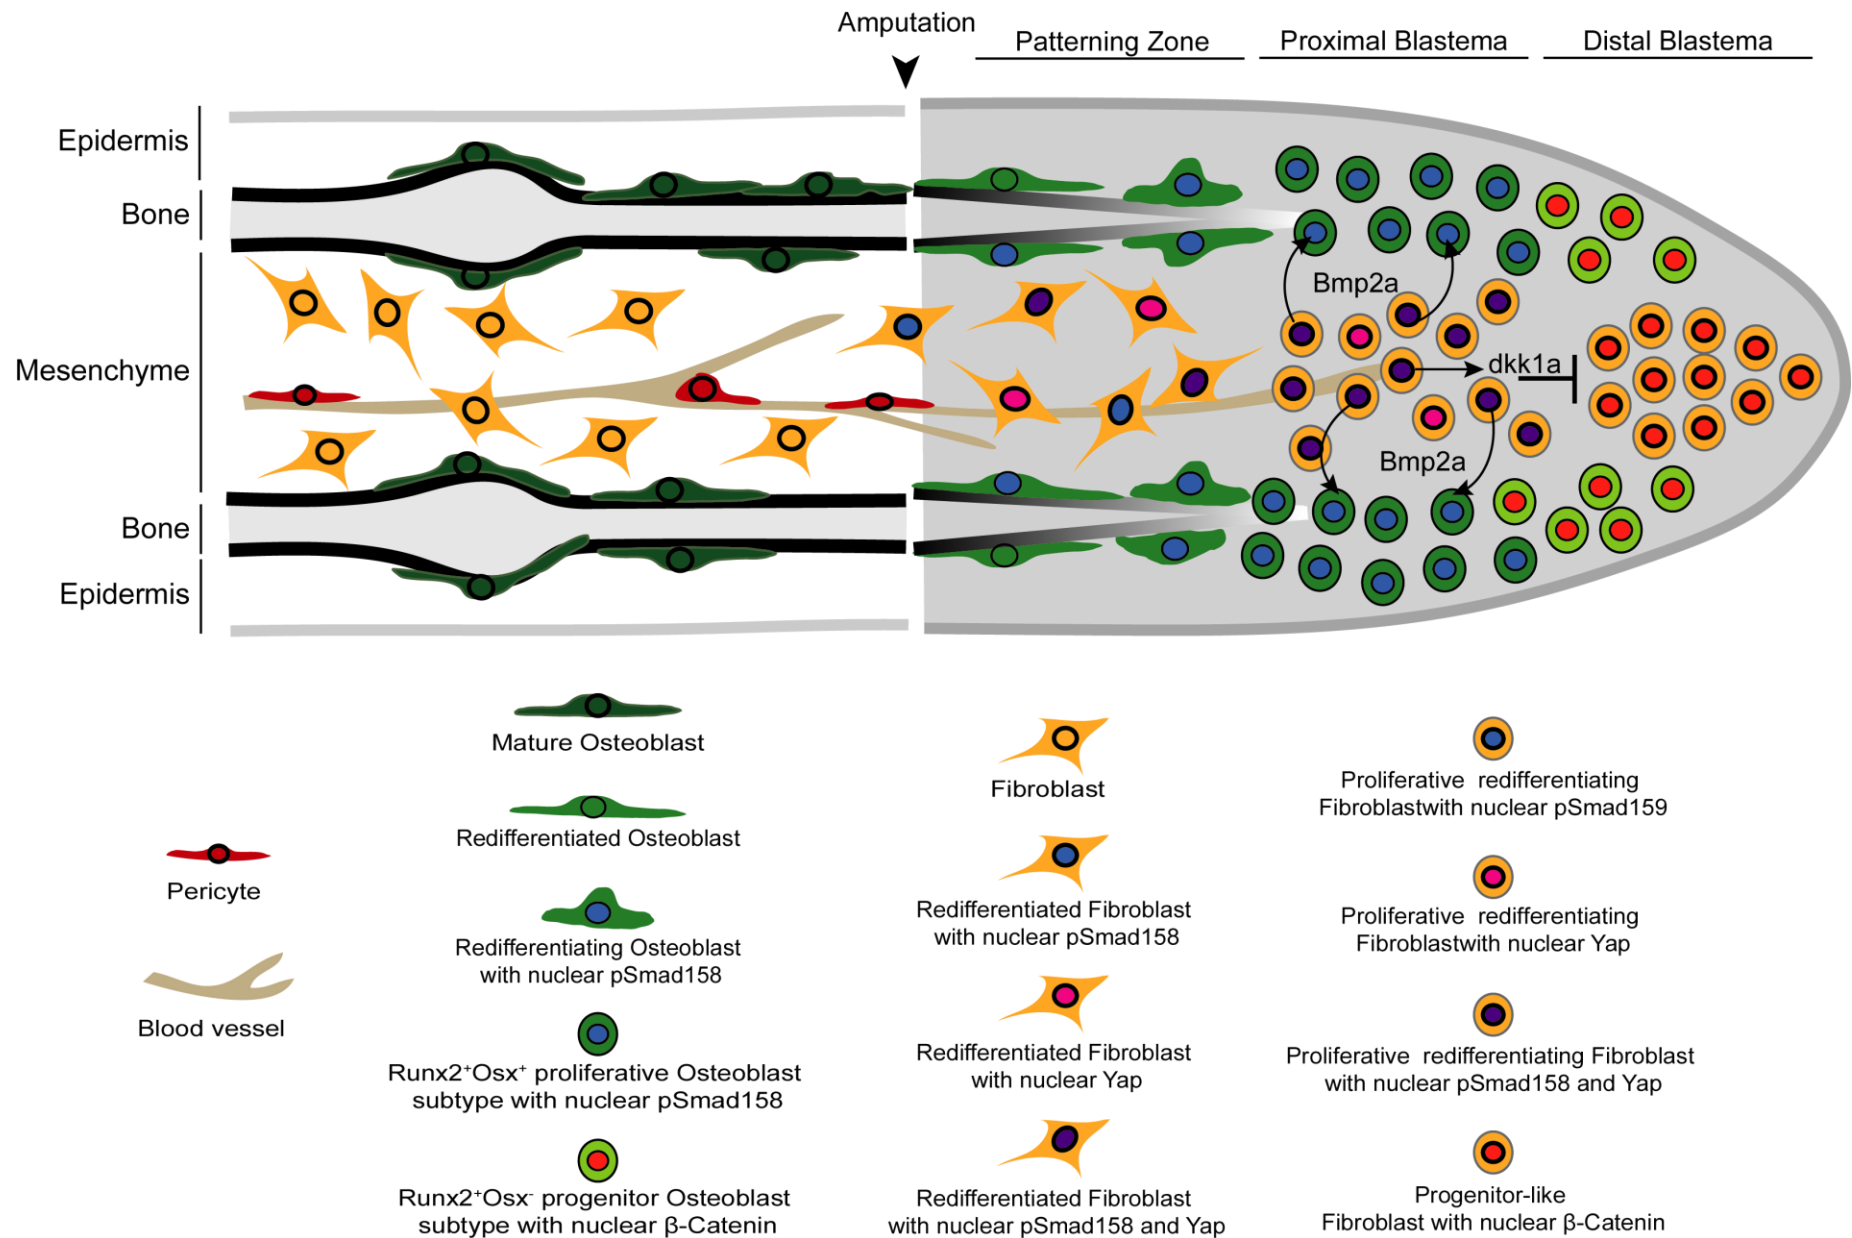 Amputation
Patterning Zone
Proximal Blastema
Distal Blastema
Epidermis
Bone
Mesenchyme
Bone
Epidermis
Bmp2a
dkk1a
Bmp2a
Pericyte
Blood vessel
Mature Osteoblast
Redifferentiated Osteoblast
Redifferentiating Osteoblast
with nuclear pSmad158
Runx2⁺Osx⁺ proliferative Osteoblast
subtype with nuclear pSmad158
Runx2⁺Osx⁻ progenitor Osteoblast
subtype with nuclear β-Catenin
Fibroblast
Redifferentiated Fibroblast
with nuclear pSmad158
Redifferentiated Fibroblast
with nuclear Yap
Redifferentiated Fibroblast
with nuclear pSmad158 and Yap
Proliferative redifferentiating
Fibroblastwith nuclear pSmad159
Proliferative redifferentiating
Fibroblastwith nuclear Yap
Proliferative redifferentiating Fibroblast
with nuclear pSmad158 and Yap
Progenitor-like
Fibroblast with nuclear β-Catenin